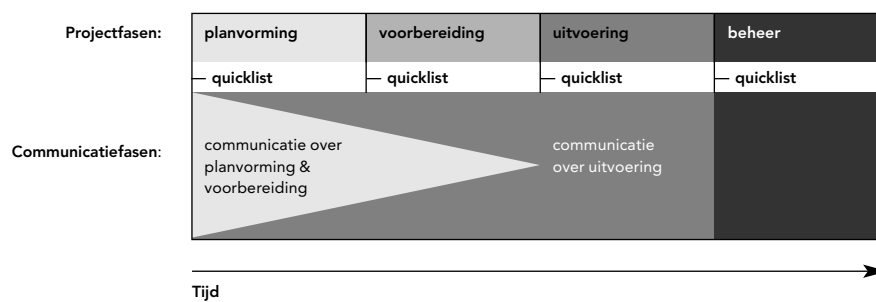 Projectfasen: planvorming voorbereiding uitvoering beheer
quicklist quicklist quicklist quicklist
Communicatiefasen:
communicatie over
planvorming &
voorbereiding
communicatie
over uitvoering
Tijd